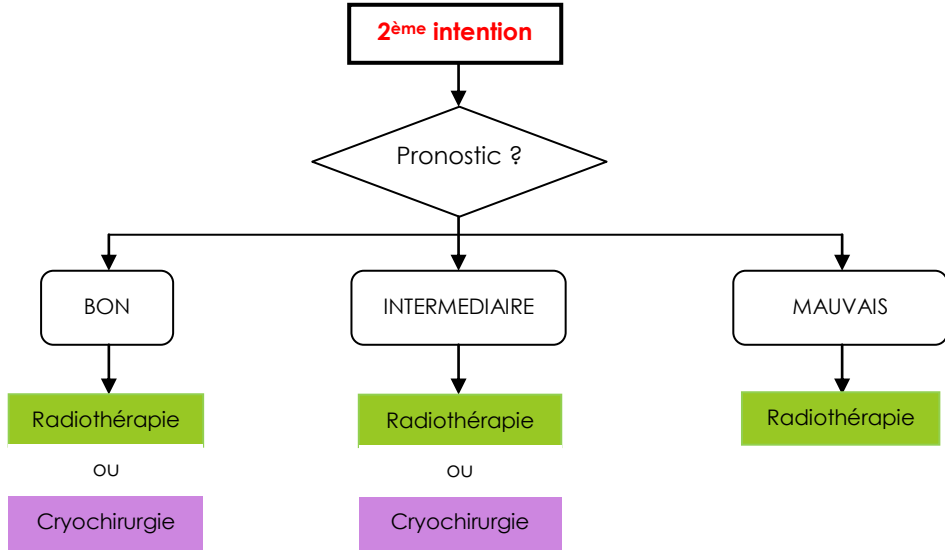 2ème intention
Pronostic ?
BON
INTERMEDIAIRE
MAUVAIS
Radiothérapie
Radiothérapie
Radiothérapie
ou
ou
Cryochirurgie
Cryochirurgie